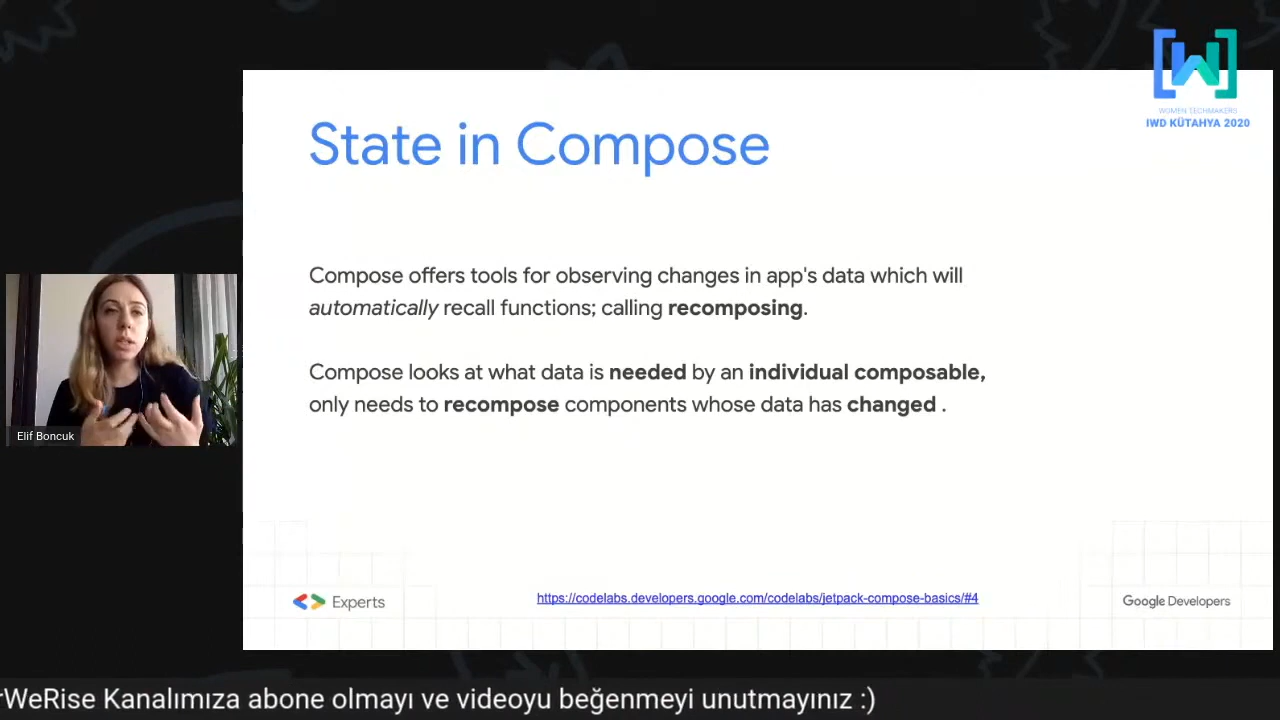 WOMEN TECHMAKERS
IWD KÜTAHYA 2020
State in Compose
Compose offers tools for observing changes in app's data which will
automatically recall functions; calling recomposing.
Compose looks at what data is needed by an individual composable,
only needs to recompose components whose data has changed .
Elif Boncuk
Experts
https://codelabs.developers.google.com/codelabs/jetpack-compose-basics/#4
Google Developers
rWeRise Kanalımıza abone olmayı ve videoyu beğenmeyi unutmayınız :)